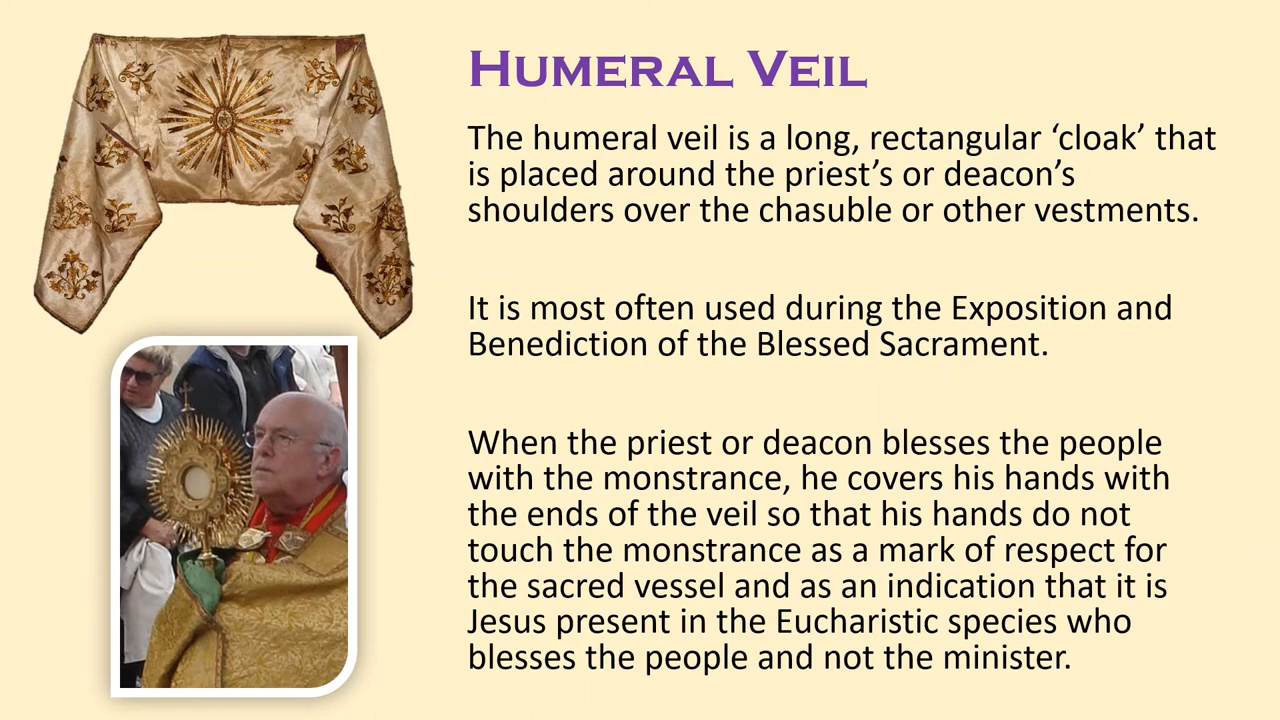 Humeral Veil
The humeral veil is a long, rectangular ‘cloak’ that
is placed around the priest’s or deacon’s
shoulders over the chasuble or other vestments.
It is most often used during the Exposition and
Benediction of the Blessed Sacrament.
When the priest or deacon blesses the people
with the monstrance, he covers his hands with
the ends of the veil so that his hands do not
touch the monstrance as a mark of respect for
the sacred vessel and as an indication that it is
Jesus present in the Eucharistic species who
blesses the people and not the minister.